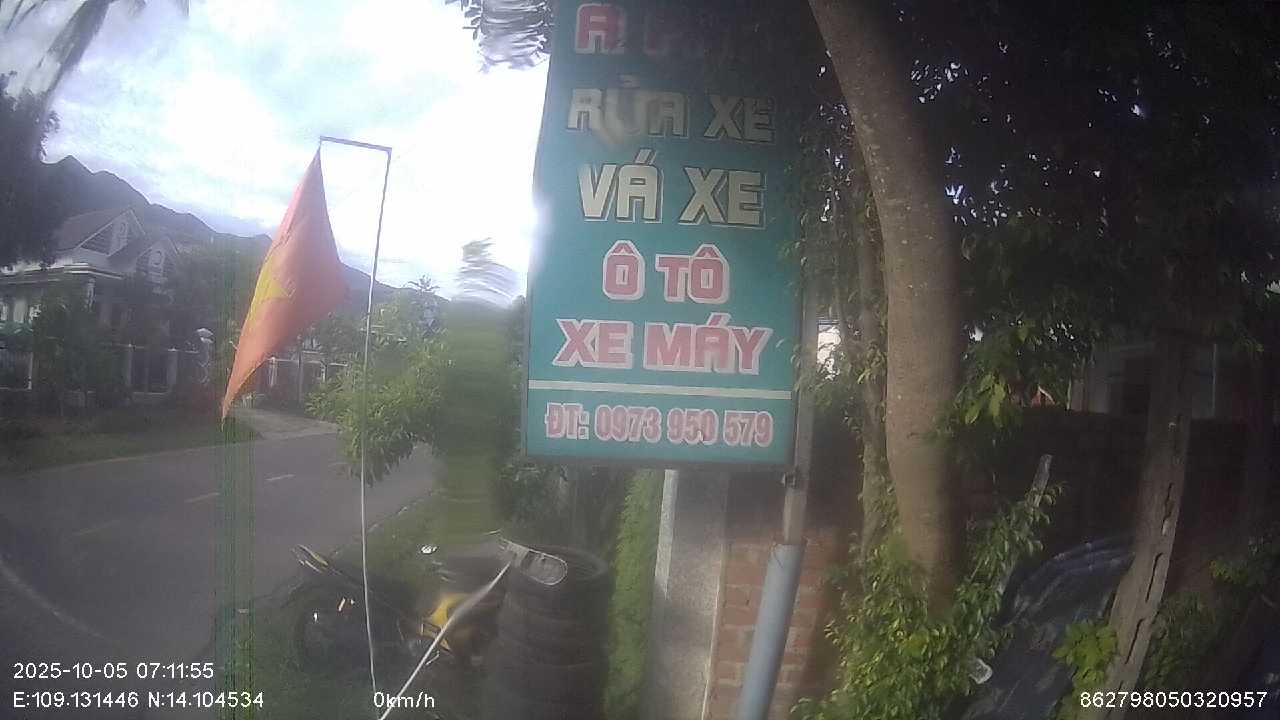 RỬA XE
VÁ XE
Ô TÔ
XE MÁY
ĐT: 0973 950 579
2025-10-05 07:11:55
E:109.131446 N:14.104534
0km/h
862798050320957